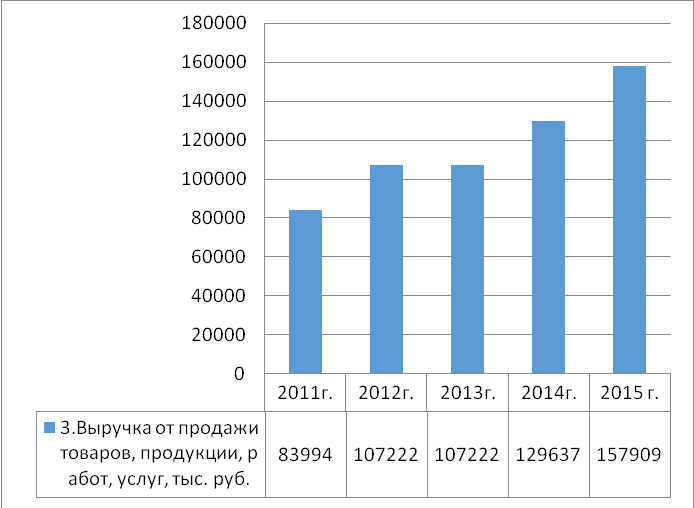 180000
160000
140000
120000
100000
80000
60000
40000
20000
0
2011г. 2012г. 2013г. 2014г. 2015 г.
3.Выручка от продажи
товаров, продукции, р
абот, услуг, тыс. руб.
83994 107222 107222 129637 157909